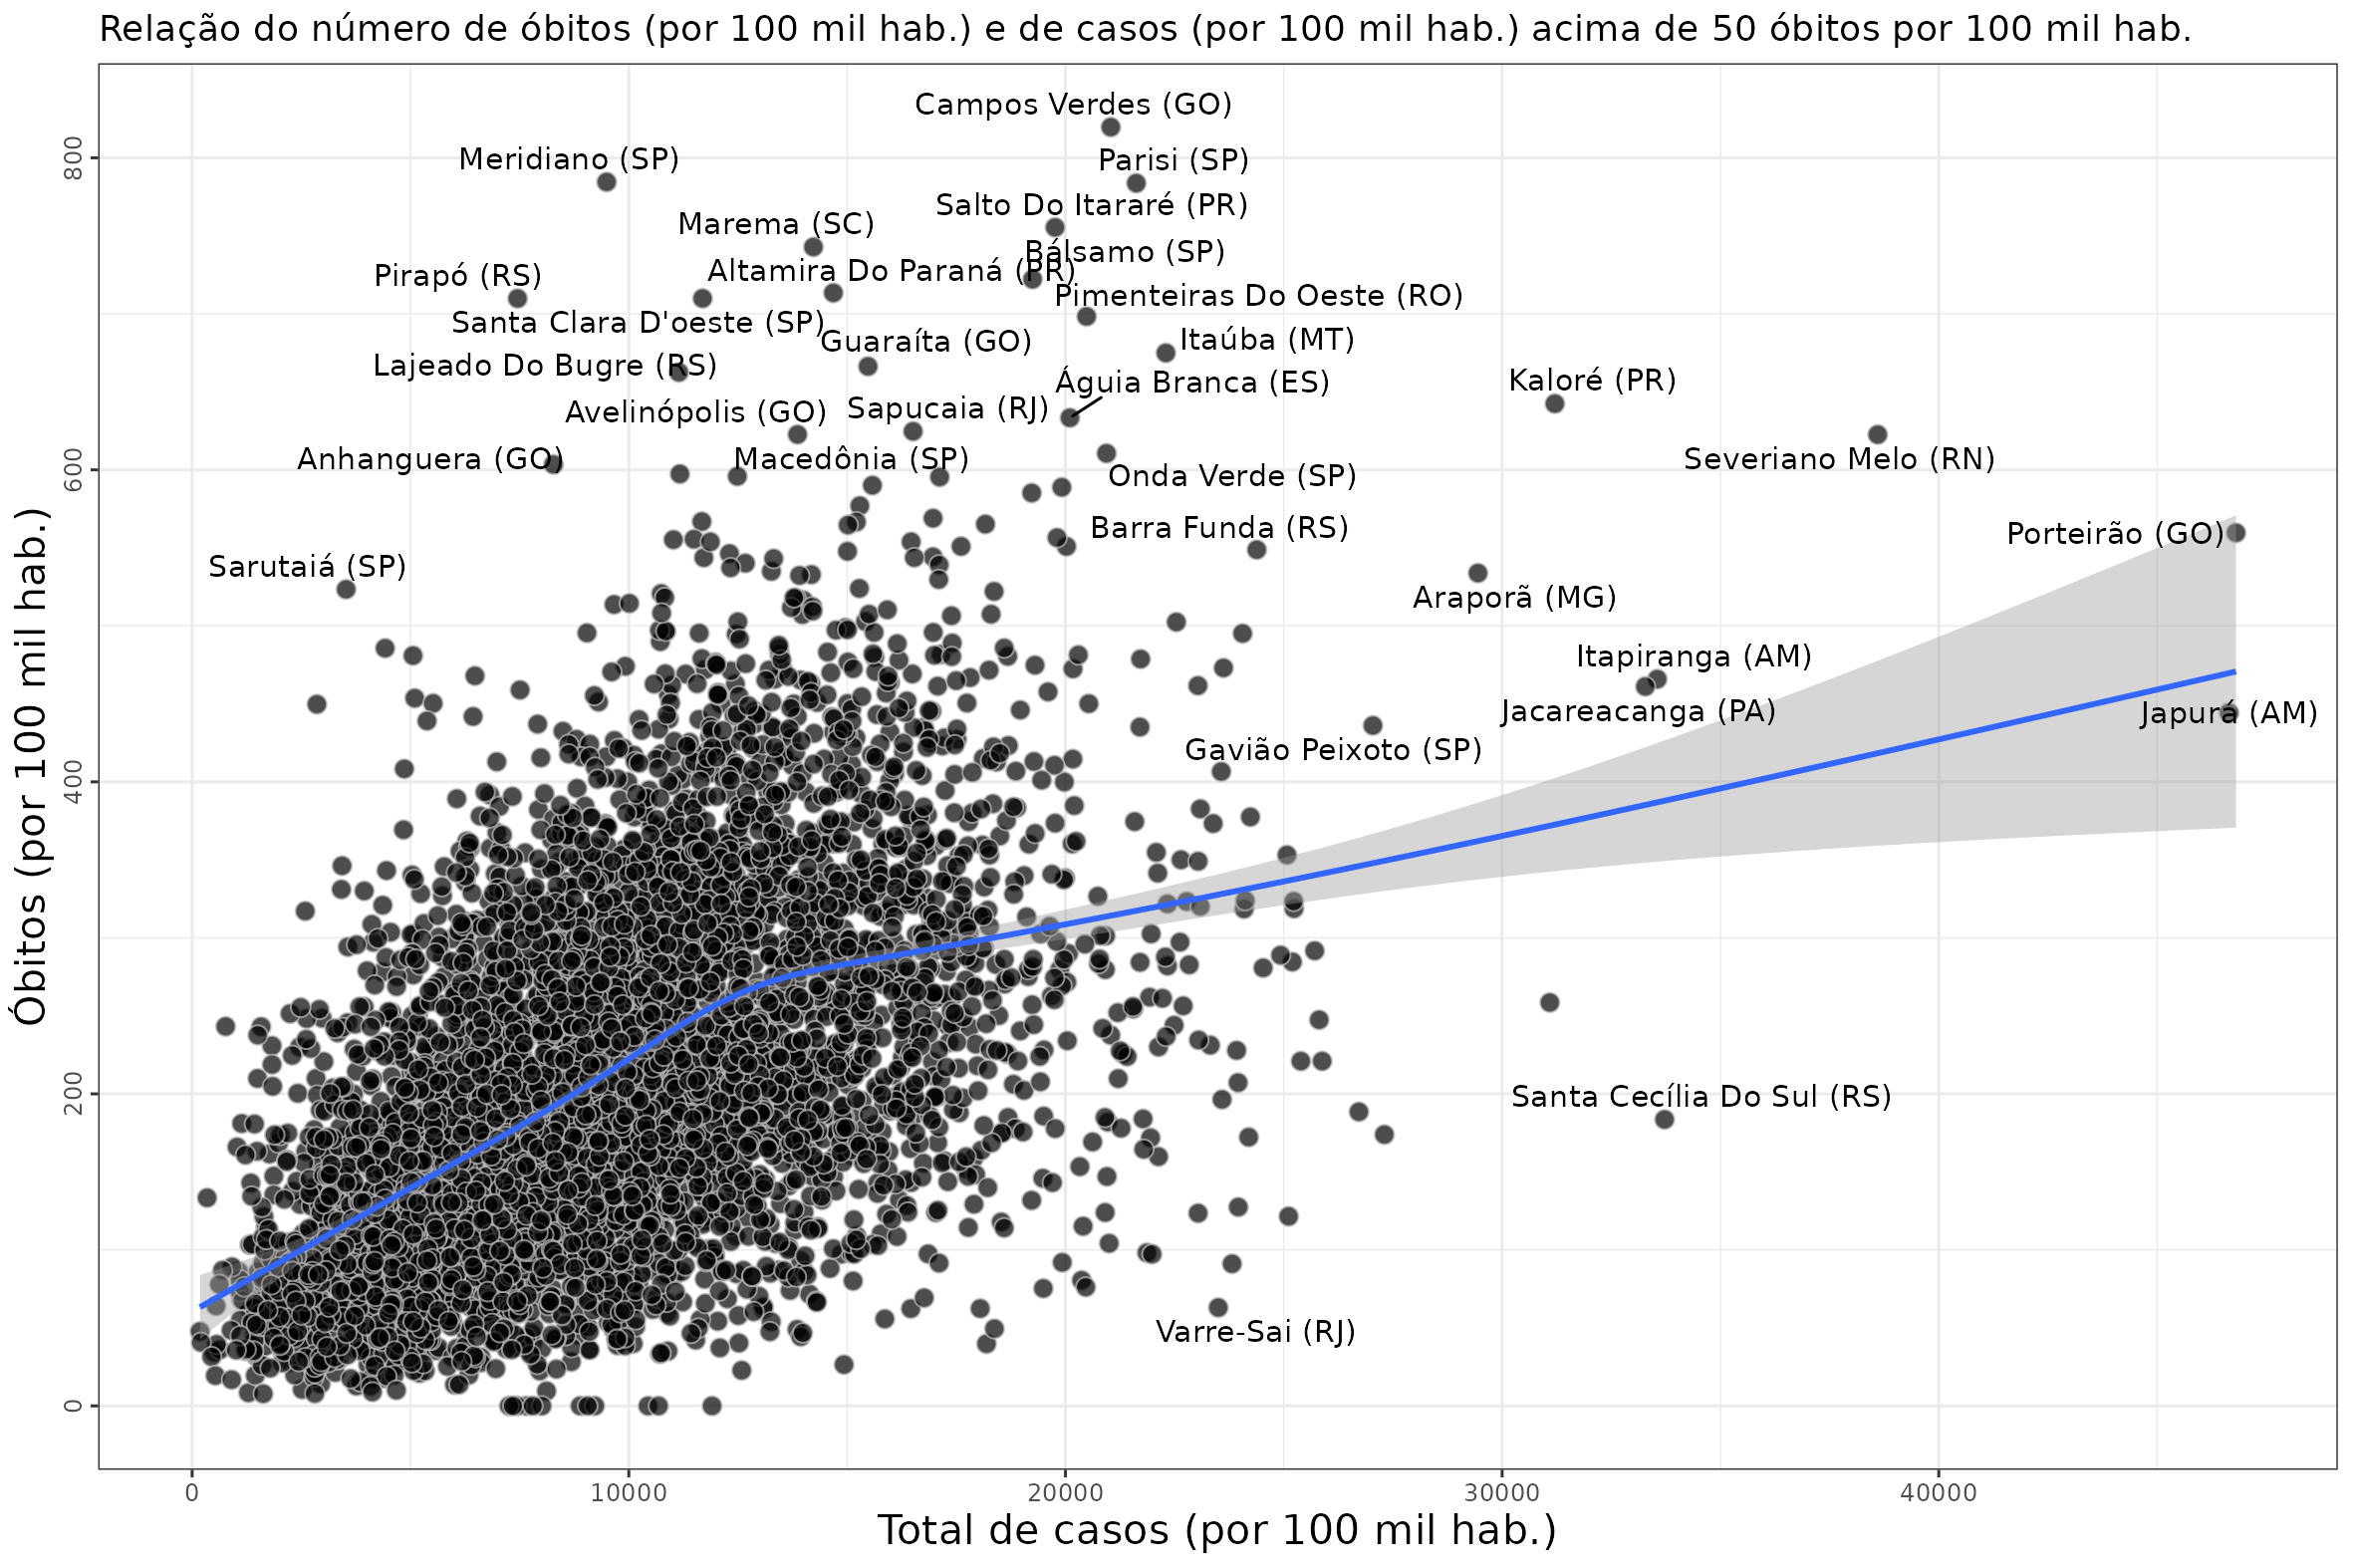 Relação do número de óbitos (por 100 mil hab.) e de casos (por 100 mil hab.) acima de 50 óbitos por 100 mil hab.
Campos Verdes (GO)
Meridiano (SP)
Parisi (SP)
Salto Do Itararé (PR)
Marema (SC)
Bálsamo (SP)
Altamira Do Paraná (PR)
Pirapó (RS)
Pimenteiras Do Oeste (RO)
Santa Clara D'oeste (SP)
Guaraíta (GO)
Itaúba (MT)
Lajeado Do Bugre (RS)
Águia Branca (ES)
Kaloré (PR)
Avelinópolis (GO)
Sapucaia (RJ)
Anhanguera (GO)
Macedônia (SP)
Severiano Melo (RN)
Onda Verde (SP)
Barra Funda (RS)
Porteirão (GO)
Sarutaiá (SP)
Araporã (MG)
Itapiranga (AM)
Jacareacanga (PA)
Japurá (AM)
Gavião Peixoto (SP)
Santa Cecília Do Sul (RS)
Varre-Sai (RJ)
800
600
400
200
0
Óbitos (por 100 mil hab.)
0
10000
20000
30000
40000
Total de casos (por 100 mil hab.)